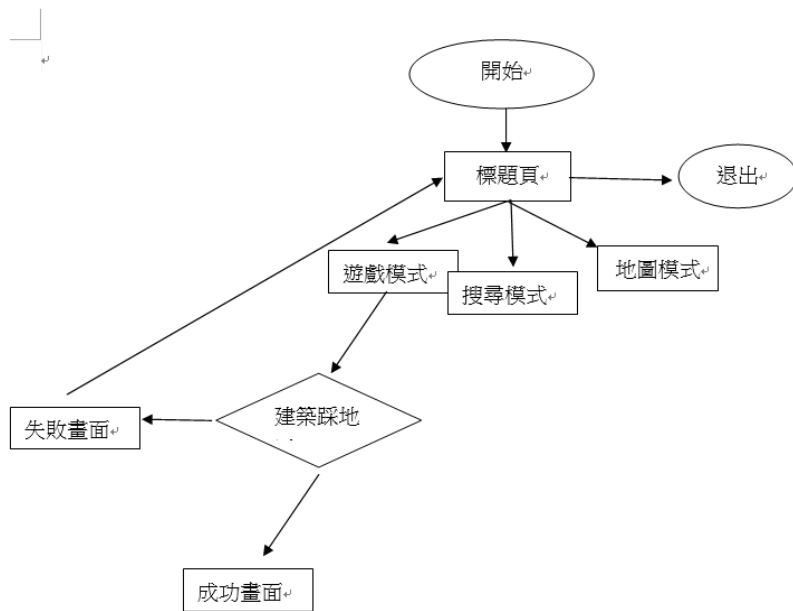 開始
標題頁
退出
遊戲模式
搜尋模式
地圖模式
建築踩地
失敗畫面
成功畫面